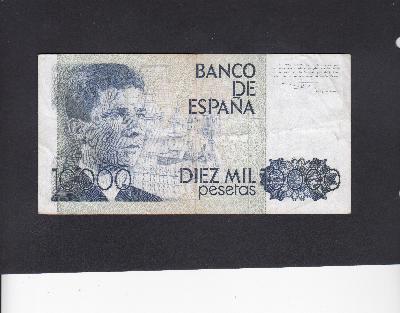 BANCO
DE
ESPAÑA
10000
DIEZ MIL
pesetas